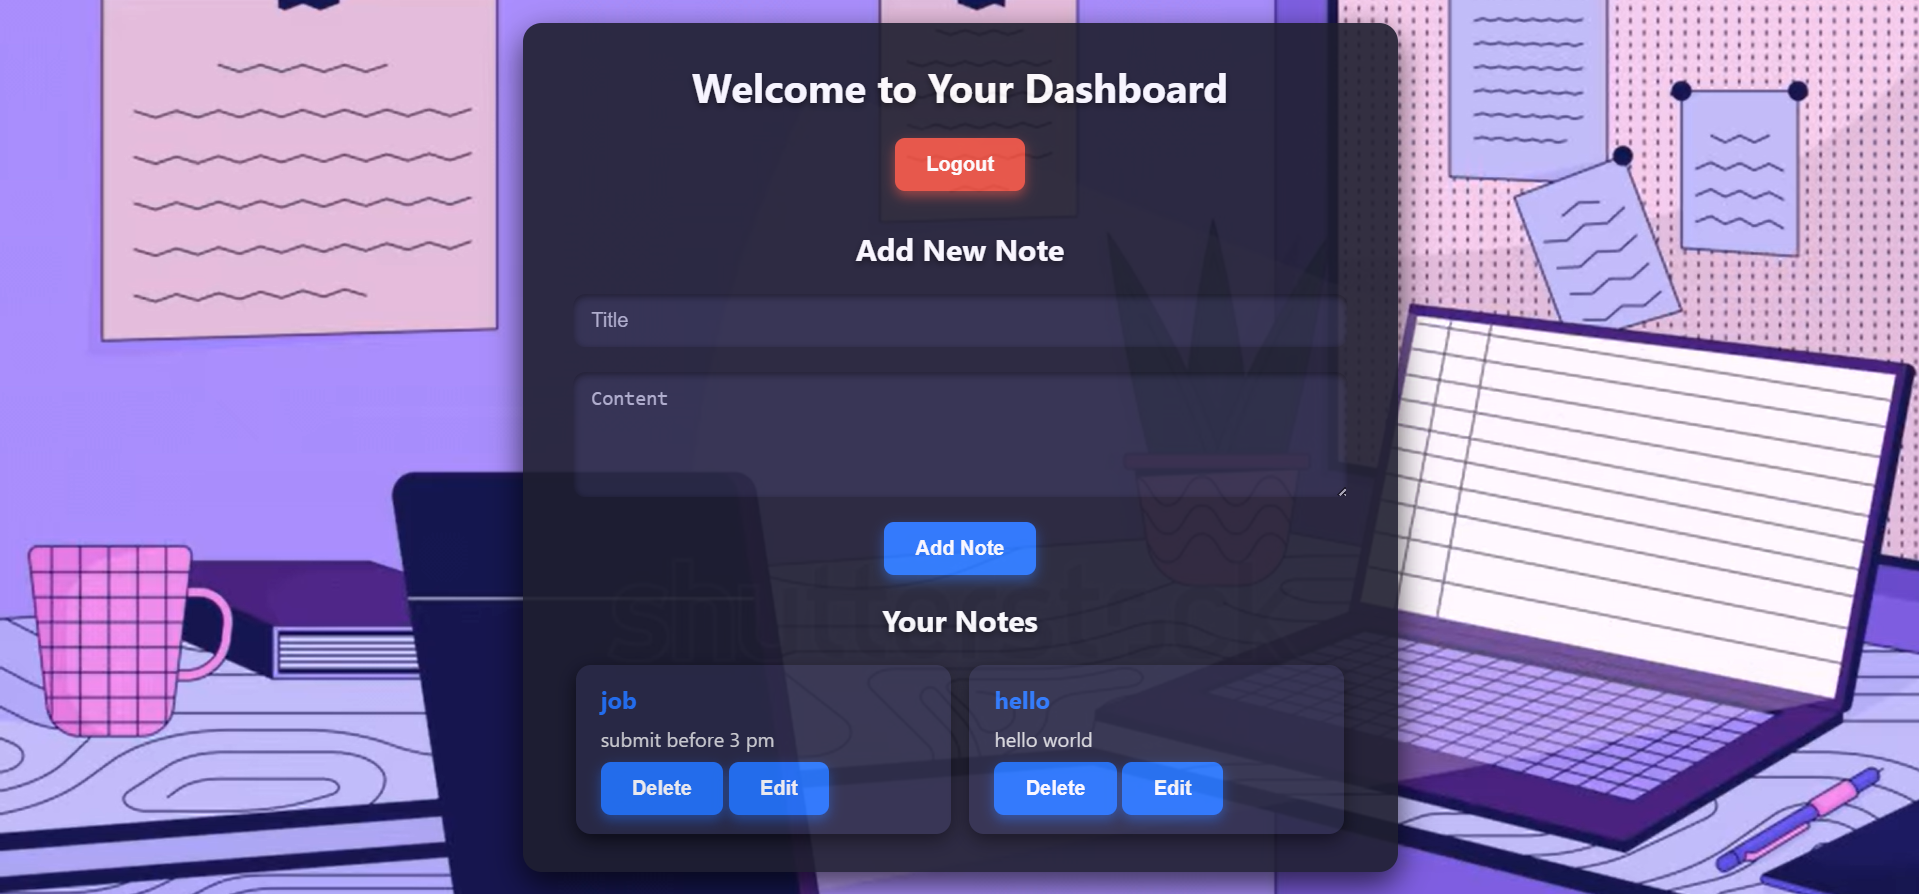 Welcome to Your Dashboard
Logout
Add New Note
Title
Content
Add Note
shutterstock
Your Notes
job
submit before 3 pm
Delete Edit
hello
hello world
Delete Edit